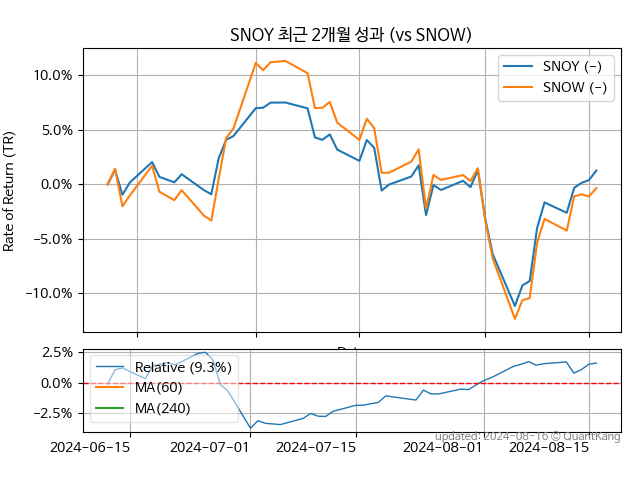 SNOY 최근 2개월 성과 (vs SNOW)
SNOY (-)
SNOW (-)
Rate of Return (TR)
10.0%
5.0%
0.0%
−5.0%
−10.0%
2.5%
0.0%
−2.5%
Relative (9.3%)
MA(60)
MA(240)
2024-06-15
2024-07-01
2024-07-15
2024-08-01
2024-08-15
updated: 2024-08-16 © QuantKang